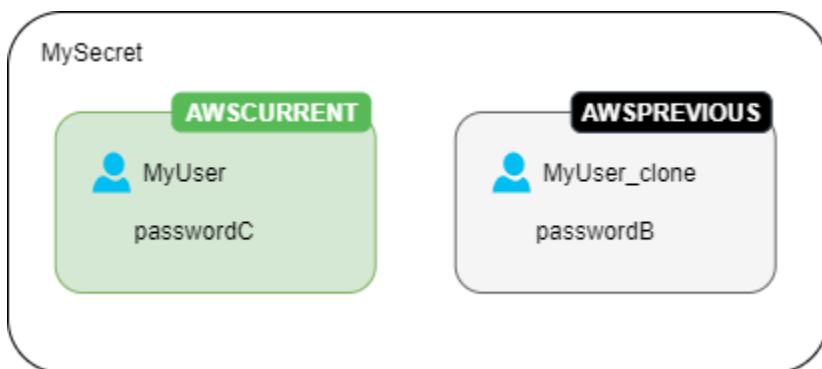 MySecret
AWSCURRENT
MyUser
passwordC
AWSPREVIOUS
MyUser_clone
passwordB